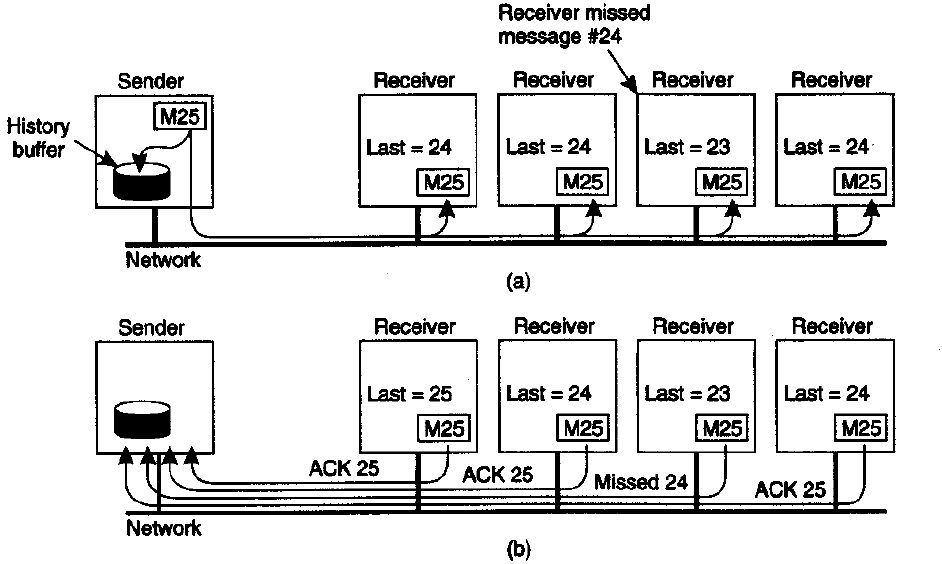 Receiver missed
message #24
Sender
Receiver
Receiver
Receiver
Receiver
M25
History
buffer
Last = 24
Last = 24
Last = 23
Last = 24
M25
M25
M25
M25
Network
(a)
Sender
Receiver
Receiver
Receiver
Receiver
Last = 25
Last = 24
Last = 23
Last = 24
M25
M25
M25
M25
ACK 25
ACK 25
Missed 24
ACK 25
Network
(b)